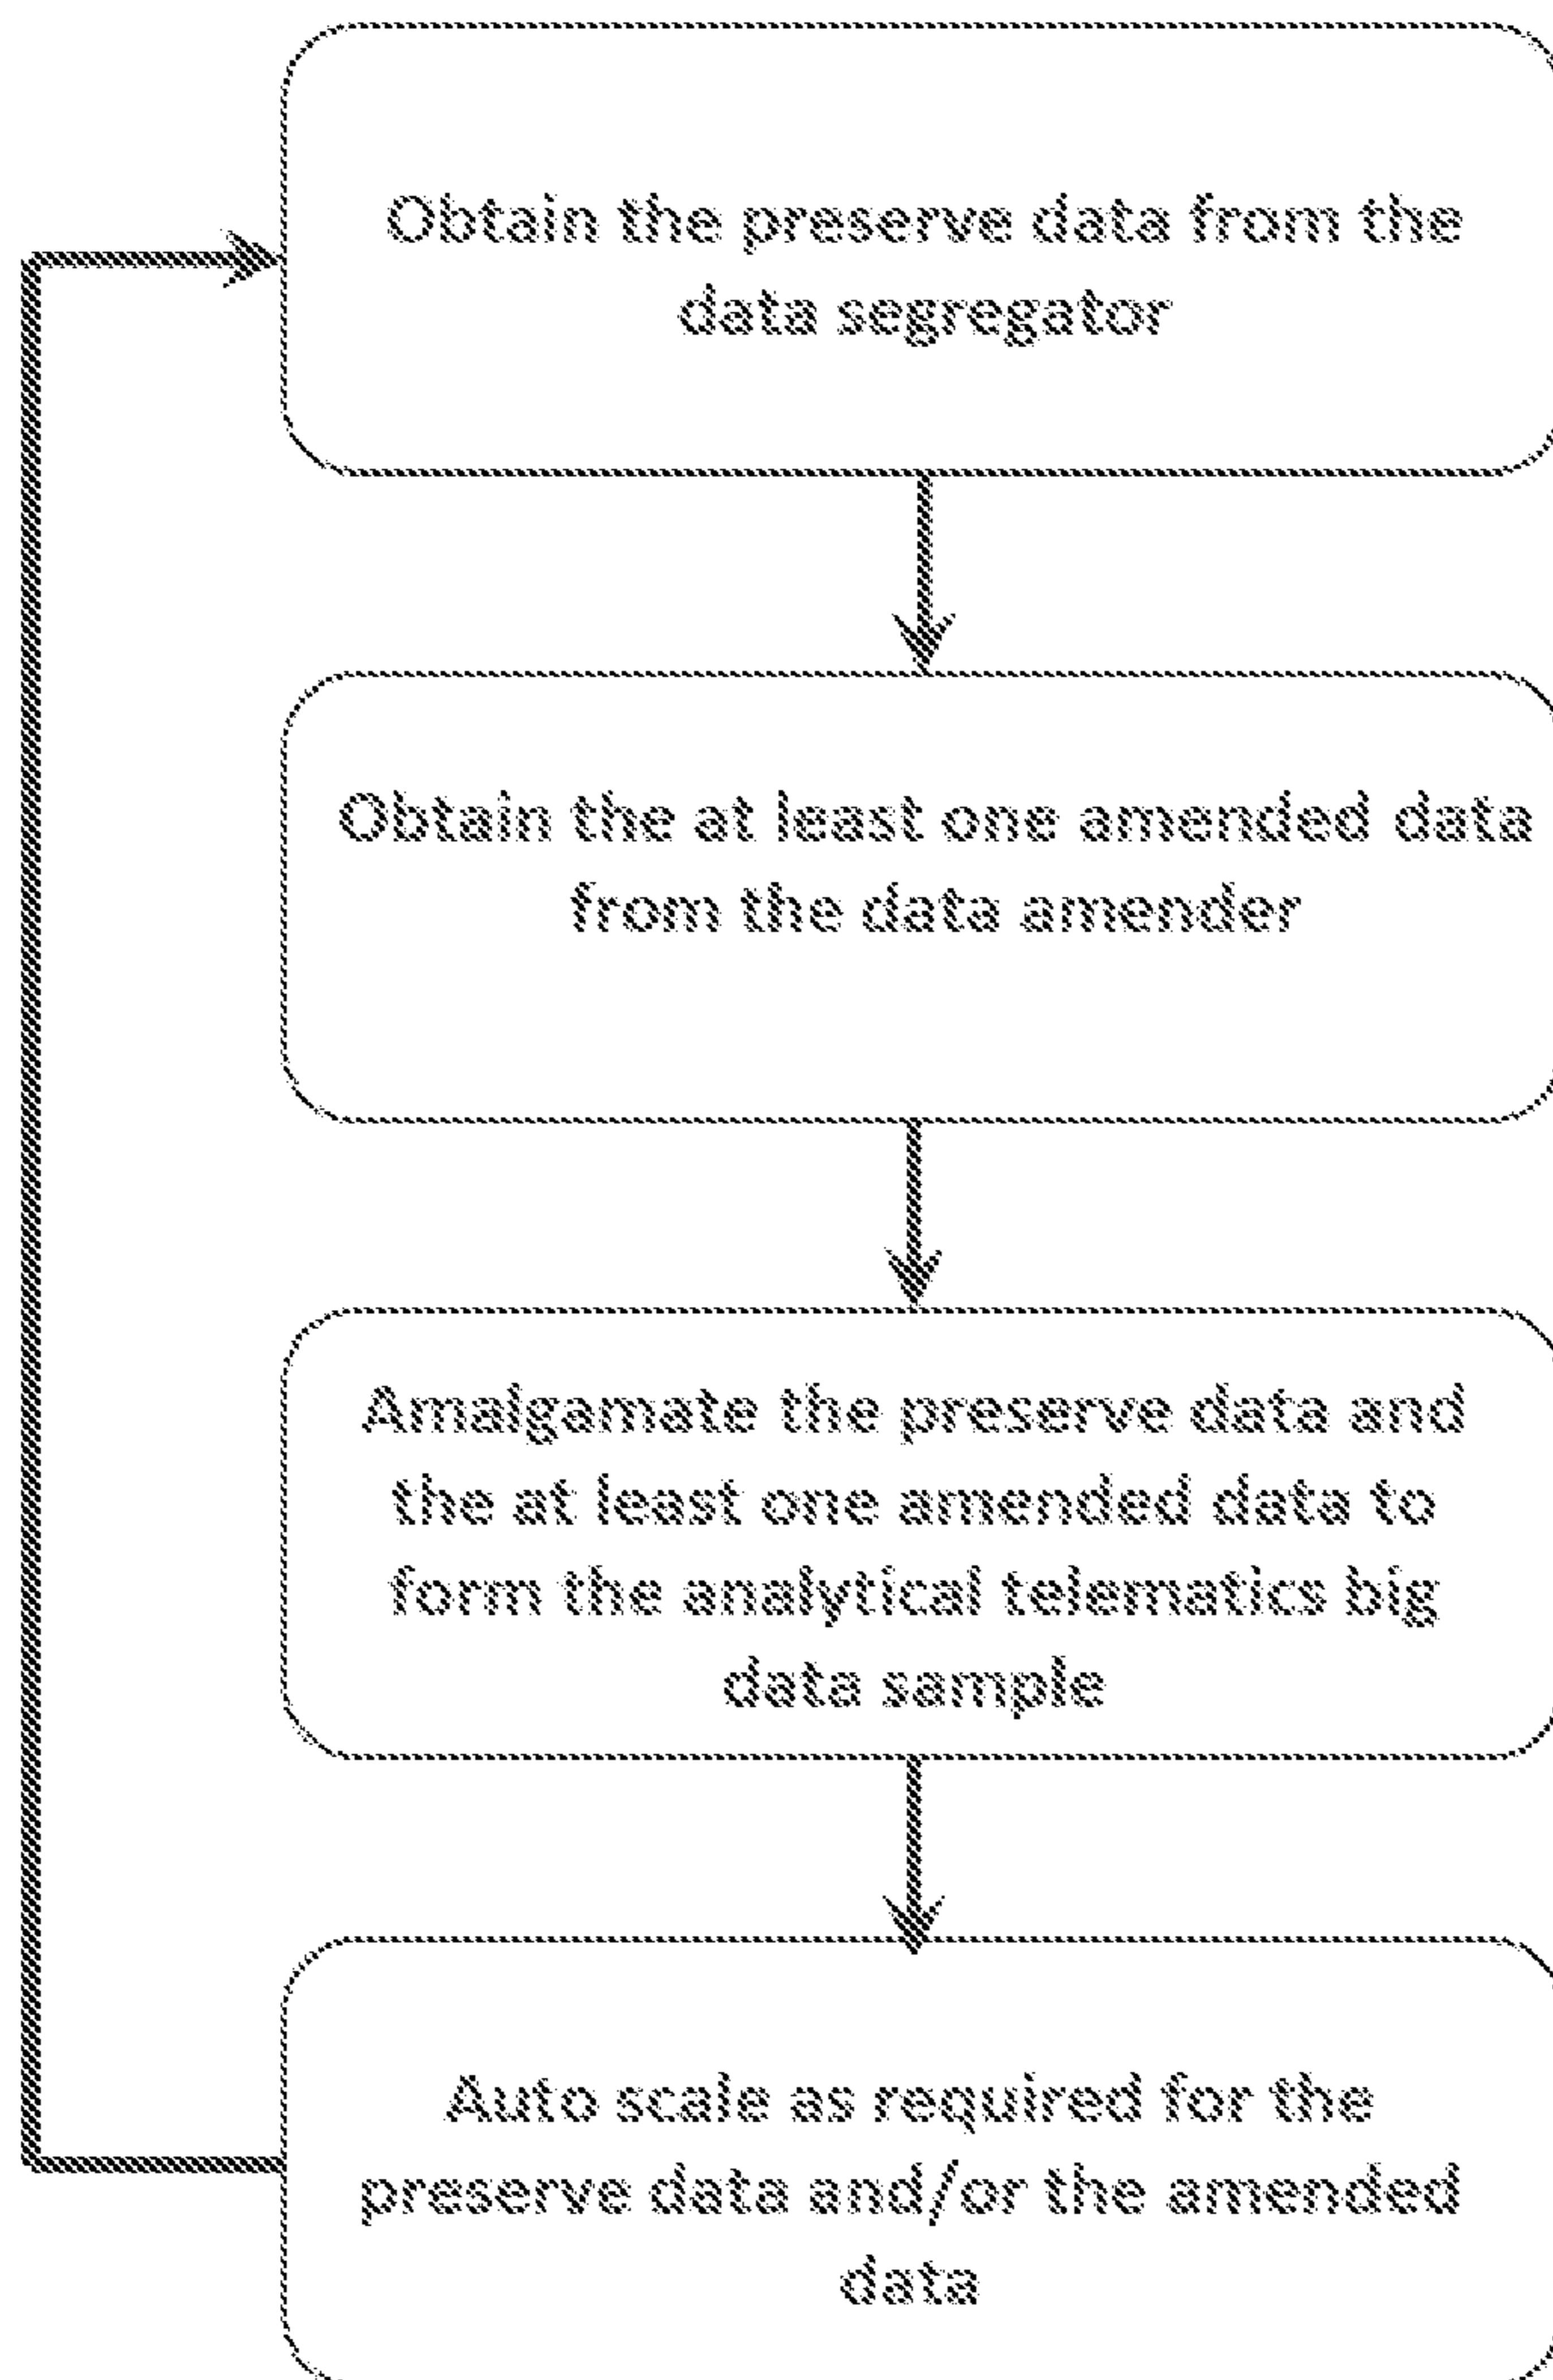 Obtain the preserve data from the
data segregator
Obtain the at least one amended data
from the data amender
Amalgamate the preserve data and
the at least one amended data to
form the analytical telematics big
data sample
Auto scale as required for the
preserve data and/or the amended
data